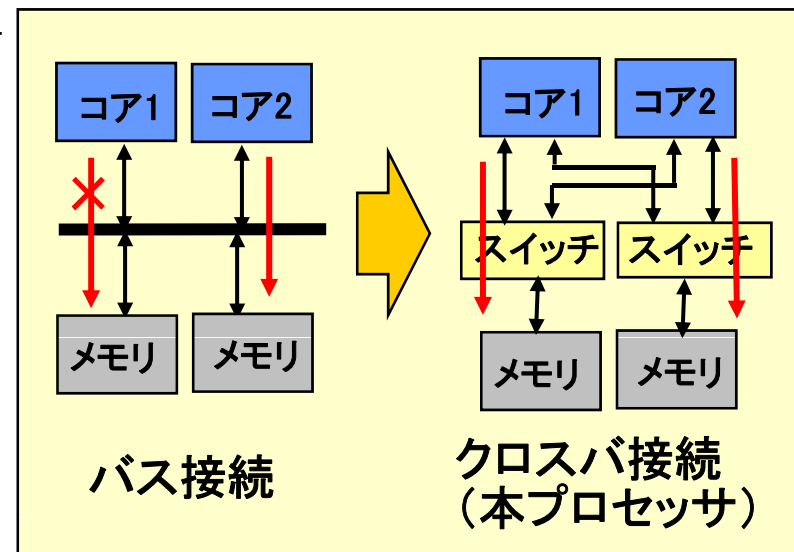 コア1
コア2
メモリ
メモリ
バス接続
コア1
コア2
スイッチ
スイッチ
メモリ
メモリ
クロスバ接続
（本プロセッサ）